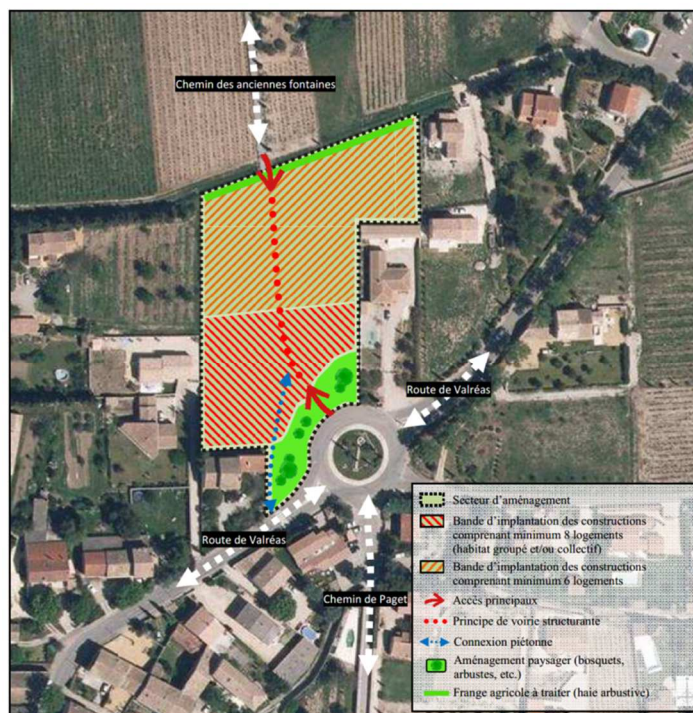 Chemin des anciennes fontaines
Route de Valréas
Route de Valréas
Chemin de Paget
Secteur d'aménagement
Bande d'implantation des constructions
comprenant minimum 8 logements
(habitat groupé et/ou collectif)
Bande d'implantation des constructions
comprenant minimum 6 logements
Accès principaux
Principe de voirie structurante
Connexion piétonne
Aménagement paysager (bosquets,
arbustes, etc.)
Frange agricole à traiter (haie arbustive)